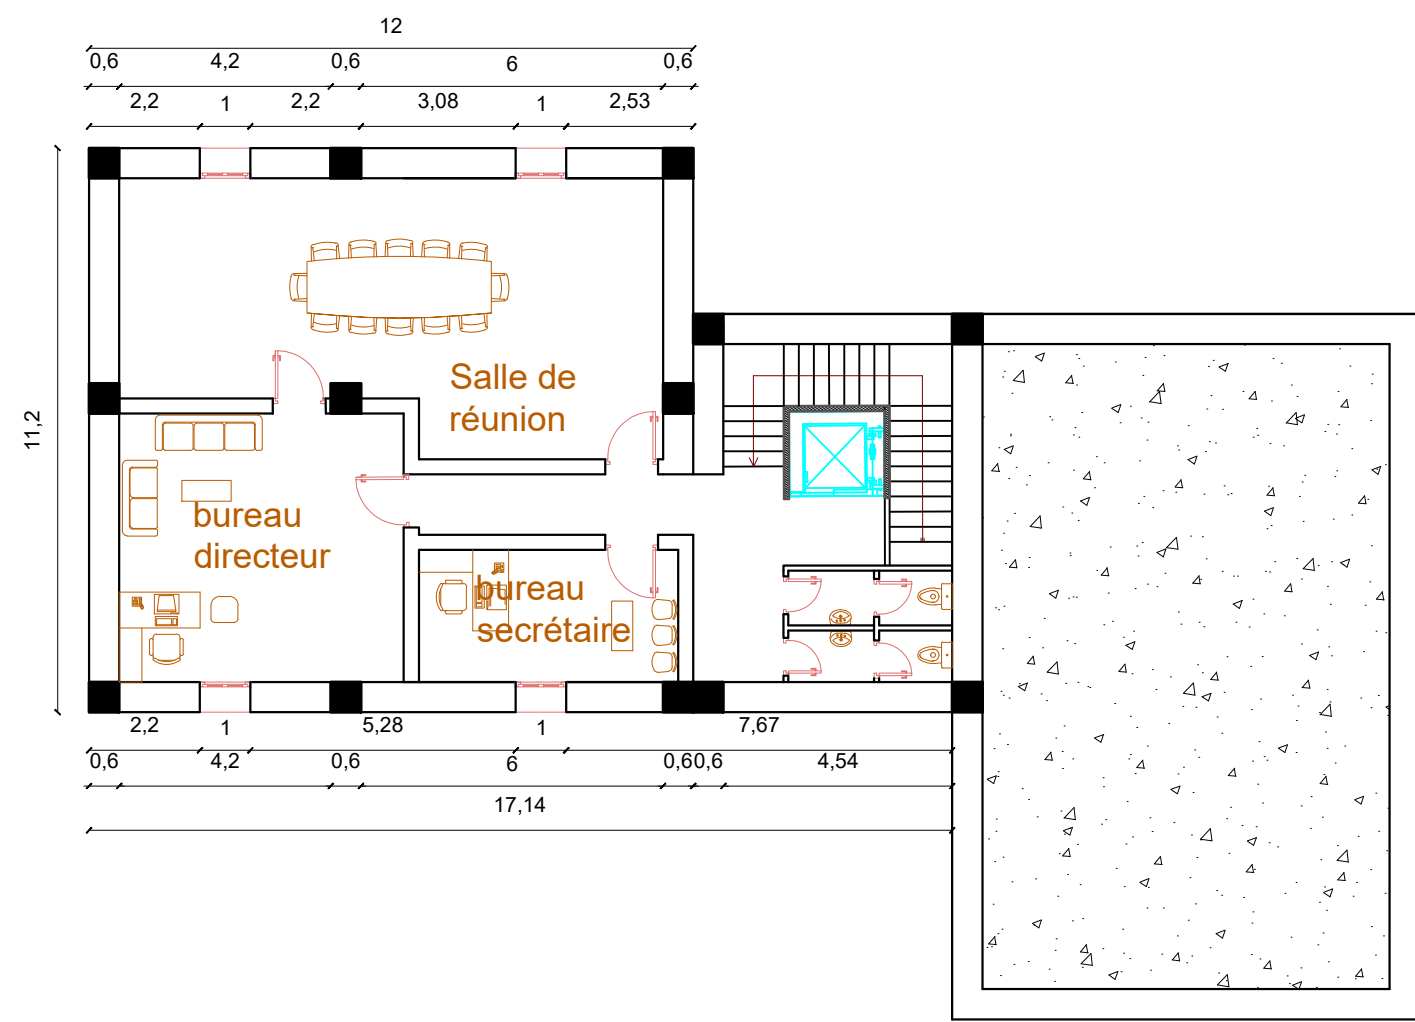 12
0,6 4,2 0,6 6 0,6
2,2 1 2,2 3,08 1 2,53
11,2
Salle de
réunion
bureau
directeur
bureau
secrétaire
2,2 1 5,28 1 7,67
0,6 4,2 0,6 6 0,6 0,6 4,54
17,14